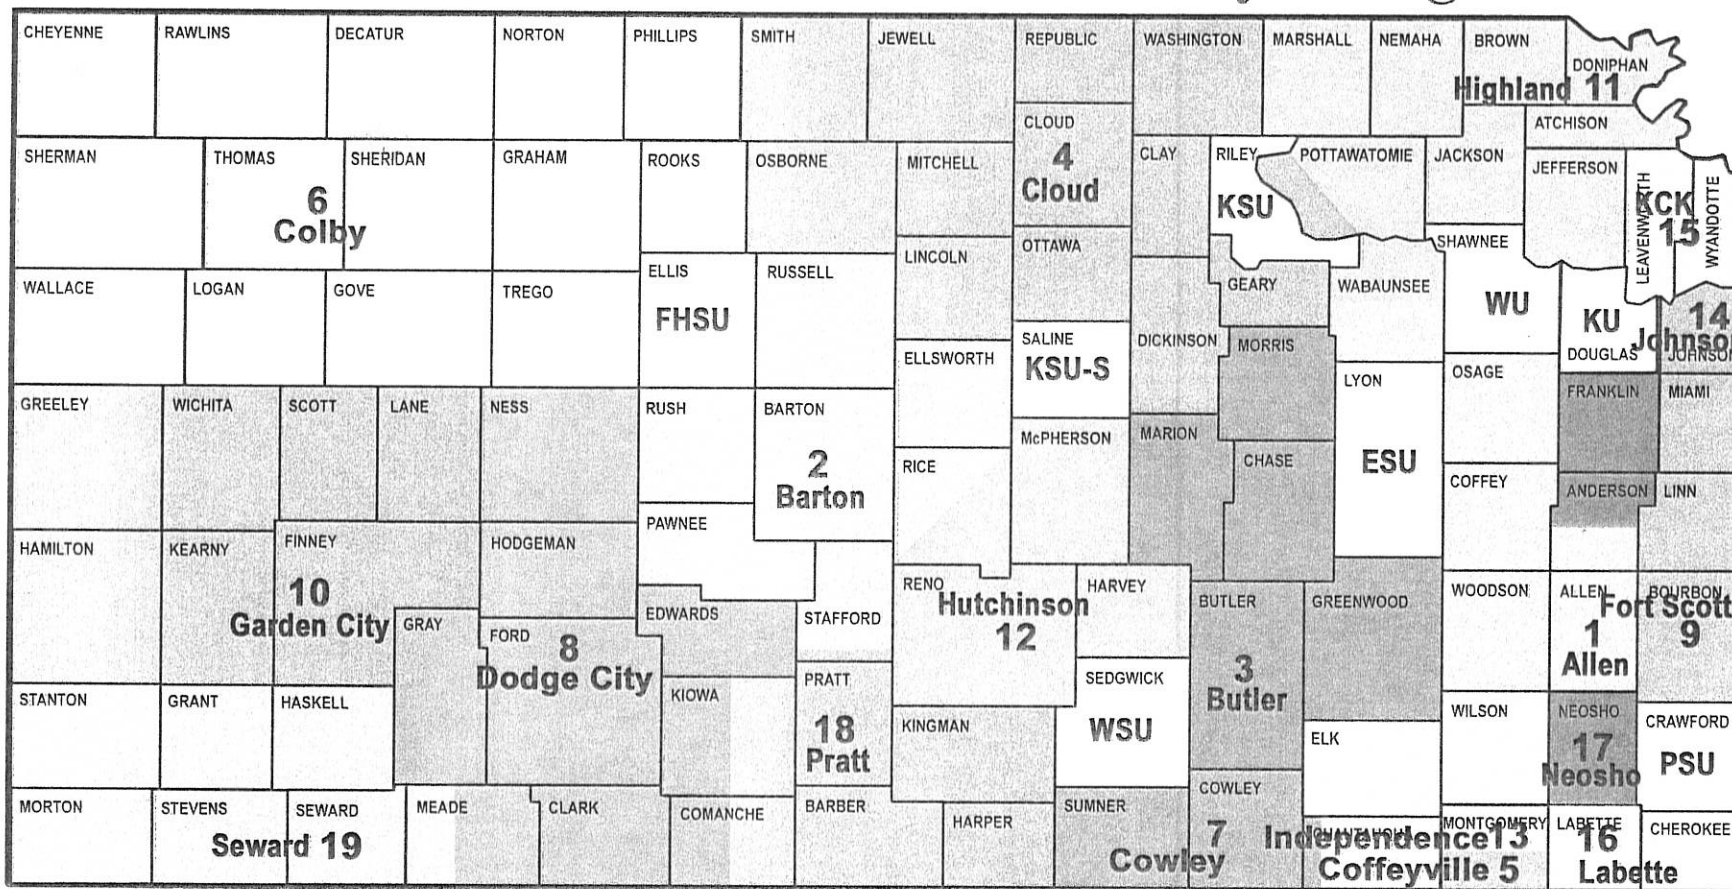 CHEYENNE
RAWLINS
DECATUR
NORTON
PHILLIPS
SMITH
JEWELL
REPUBLIC
WASHINGTON
MARSHALL
NEMAHA
BROWN
DONIPHAN
Highland 11
CLOUD
4
Cloud
ATCHISON
SHERMAN
THOMAS
SHERIDAN
GRAHAM
ROOKS
OSBORNE
MITCHELL
CLAY
RILEY
KSU
POTTAWATOMIE
JACKSON
JEFFERSON
LEAVENWORTH
KCK
15
WYANDOTTE
6
Colby
OTTAWA
SHAWNEE
WU
WALLACE
LOGAN
GOVE
TREGO
ELLIS
FHSU
RUSSELL
LINCOLN
GEARY
WABAUNSEE
KU
DOUGLAS
14
Johnson
JOHNSON
SALINE
KSU-S
DICKINSON
MORRIS
ELLSWORTH
LYON
ESU
OSAGE
FRANKLIN
MIAMI
GREELEY
WICHITA
SCOTT
LANE
NESS
RUSH
BARTON
2
Barton
RICE
McPHERSON
MARION
CHASE
COFFEY
ANDERSON
LINN
HAMILTON
KEARNY
FINNEY
10
Garden City
HODGEMAN
PAWNEE
EDWARDS
STAFFORD
RENO
Hutchinson
12
HARVEY
BUTLER
3
Butler
GREENWOOD
WOODSON
ALLEN
1
Allen
BOURBON
Fort Scott
9
GRAY
FORD
8
Dodge City
STANTON
GRANT
HASKELL
KIOWA
PRATT
18
Pratt
KINGMAN
SEDGWICK
WSU
ELK
WILSON
NEOSHO
17
Neosho
CRAWFORD
PSU
MORTON
STEVENS
SEWARD
Seward 19
MEADE
CLARK
COMANCHE
BARBER
HARPER
SUMNER
COWLEY
7
Cowley
MONTGOMERY
Independence13
Coffeyville 5
LABETTE
16
Labette
CHEROKEE